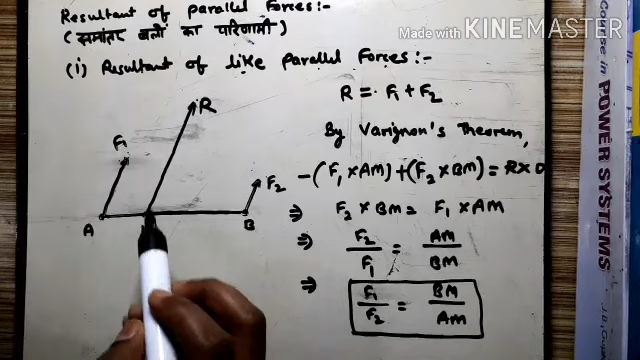 Resultant of parallel Forces:-
(समांतर बलों का परिणामी)
Made with KINEMASTER
(i) Resultant of like parallel Forces:-
R = F₁ + F₂
By Varignon's Theorem,
-(F₁ × AM) + (F₂ × BM) = R × 0
⇒ F₂ × BM = F₁ × AM
⇒ F₂/F₁ = AM/BM
⇒ F₁/F₂ = BM/AM
F₁
R
F₂
A
B
Course in POWER SYSTEMS